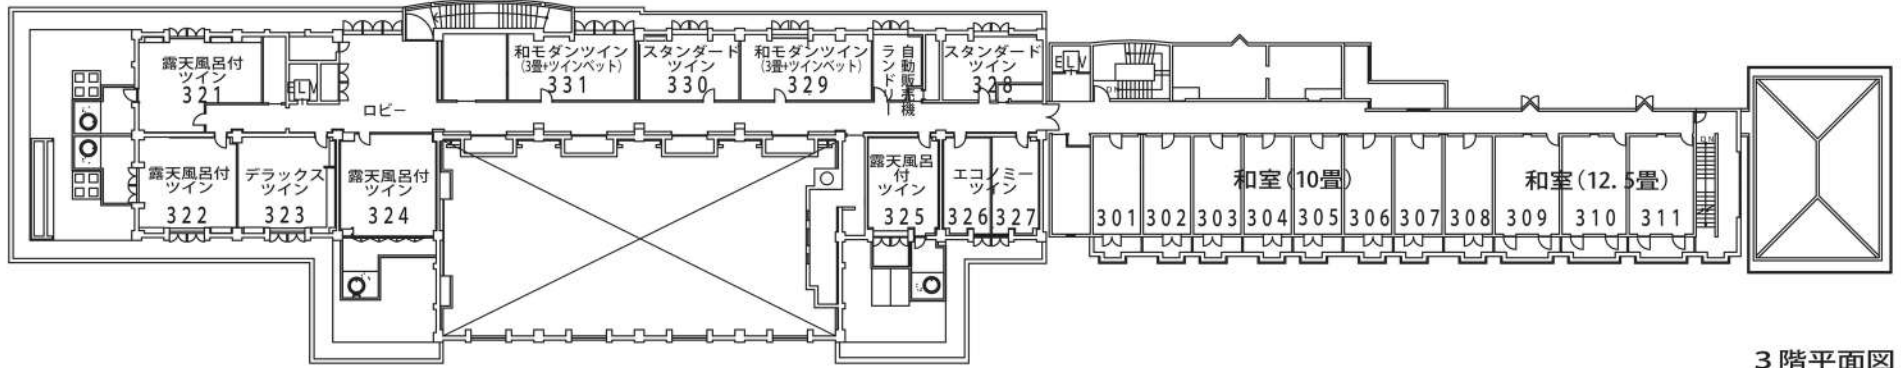 露天風呂付
ツイン
321
ELV
ロビー
和モダンツイン
(3畳+ツインベット)
331
スタンダード
ツイン
330
和モダンツイン
(3畳+ツインベット)
329
自動販売機
ランドリー
スタンダード
ツイン
328
ELV
DN
露天風呂付
ツイン
322
デラックス
ツイン
323
露天風呂付
ツイン
324
露天風呂
付
ツイン
325
エコノミー
ツイン
326 327
和室(10畳)
301 302 303 304 305 306 307 308
和室(12.5畳)
309 310 311
DN
3階平面図